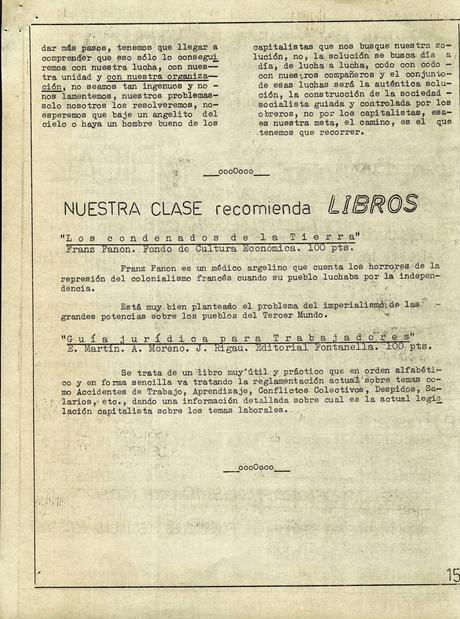 dar más pasos, tenemos que llegar a
comprender que eso sólo lo consegui
remos con nuestra lucha, con nues-
tra unidad y con nuestra organiza-
ción, no seamos tan ingenuos y no -
nos lamentemos, nuestros problemas-
solo nosotros los resolveremos, no-
esperemos que baje un angelito del
cielo o haya un hombre bueno de los
capitalistas que nos busque nuestra so-
lución, no, la solución se busca día a
día, de lucha a lucha, codo con codo -
con nuestros compañeros y el conjunto-
de esas luchas será la auténtica solu-
ción, la construcción de la sociedad -
socialista guiada y controlada por los
obreros, no por los capitalistas, esa-
es nuestra meta, el camino, es el que
tenemos que recorrer.
___oooOooo___
NUESTRA CLASE recomienda LIBROS
"Los condenados de la Tierra"
Franz Fanon. Fondo de Cultura Económica. 100 pts.
Franz Fanon es un médico argelino que cuenta los horrores de la
represión del colonialismo francés cuando su pueblo luchaba por la indepen-
dencia.
Está muy bien planteado el problema del imperialismo de las -
grandes potencias sobre los pueblos del Tercer Mundo.
"Guía jurídica para Trabajadores"
E. Martín. A. Moreno. J. Rigau. Editorial Fontanella. 100 pts.
Se trata de un libro muy útil y práctico que en orden alfabéti-
co y en forma sencilla va tratando la reglamentación actual sobre temas co-
mo Accidentes de Trabajo, Aprendizaje, Conflictos Colectivos, Despidos, Sa-
larios, etc., dando una información detallada sobre cual es la actual legis
lación capitalista sobre los temas laborales.
___oooOooo___
15